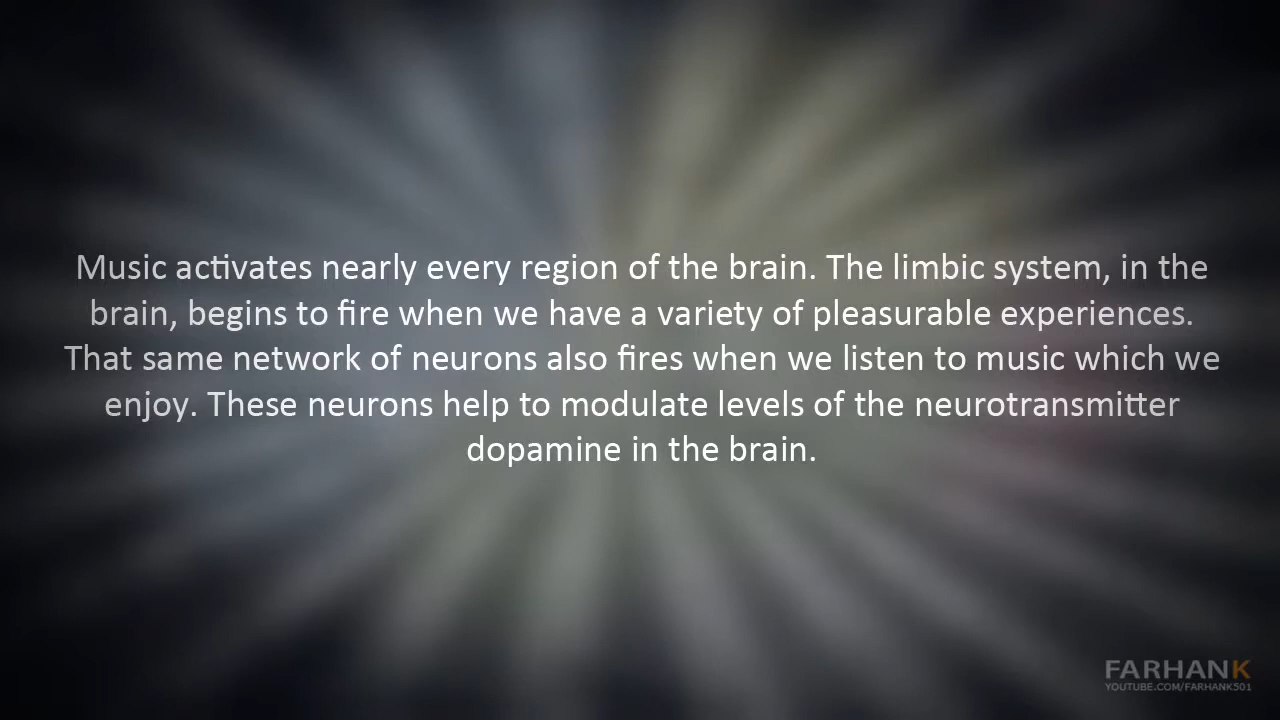 Music activates nearly every region of the brain. The limbic system, in the
brain, begins to fire when we have a variety of pleasurable experiences.
That same network of neurons also fires when we listen to music which we
enjoy. These neurons help to modulate levels of the neurotransmitter
dopamine in the brain.
FARHANK
YOUTUBE.COM/FARHANK501